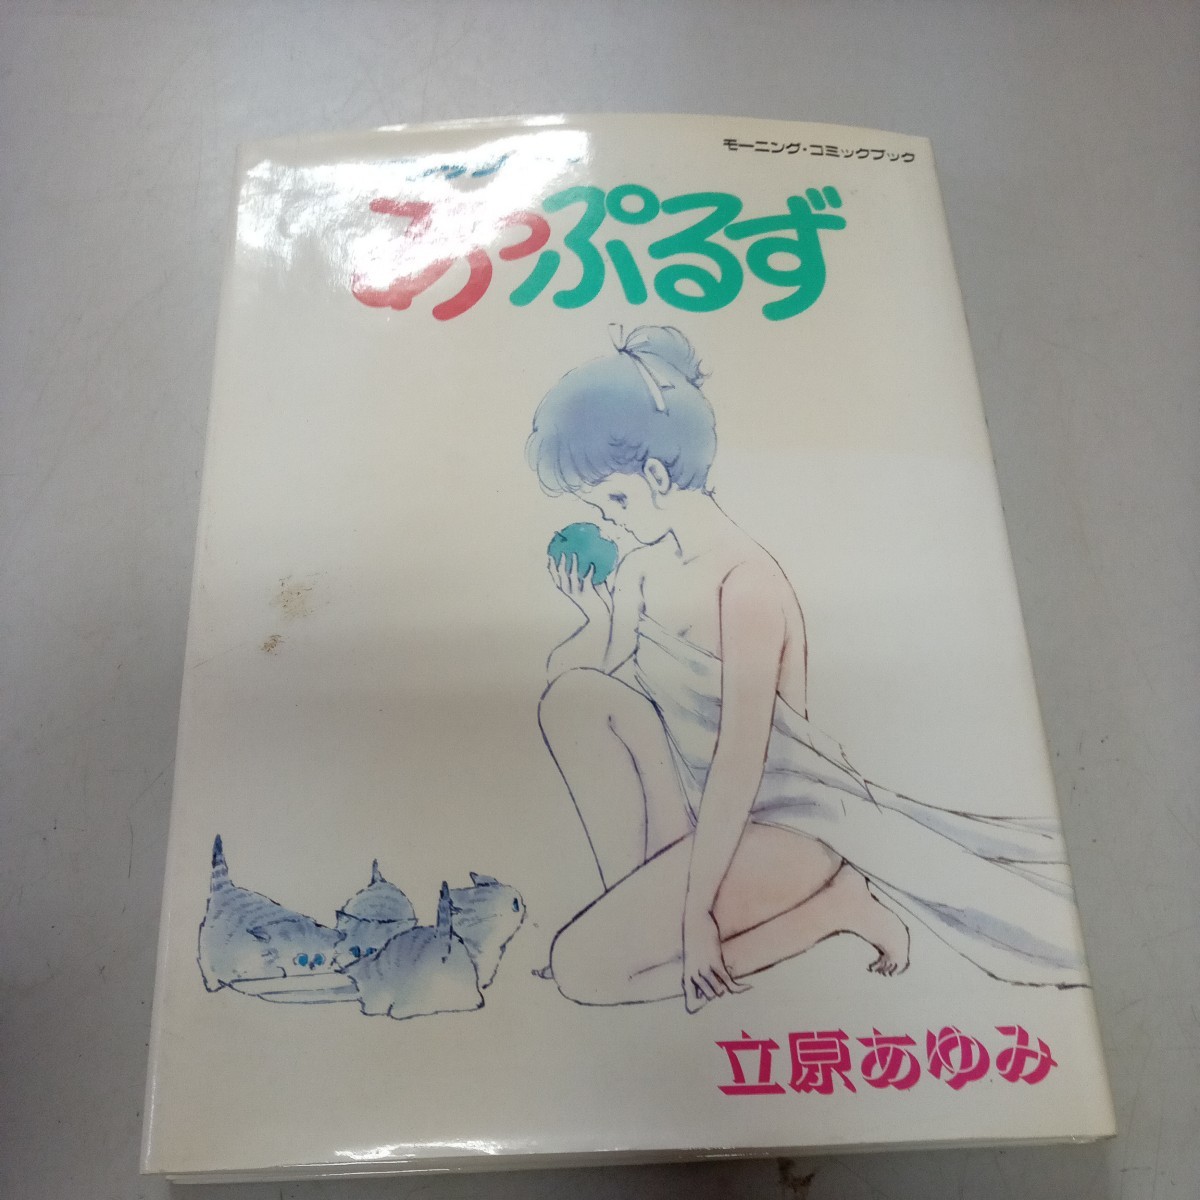 モーニング・コミックブック
あっぷるず
立原あゆみ